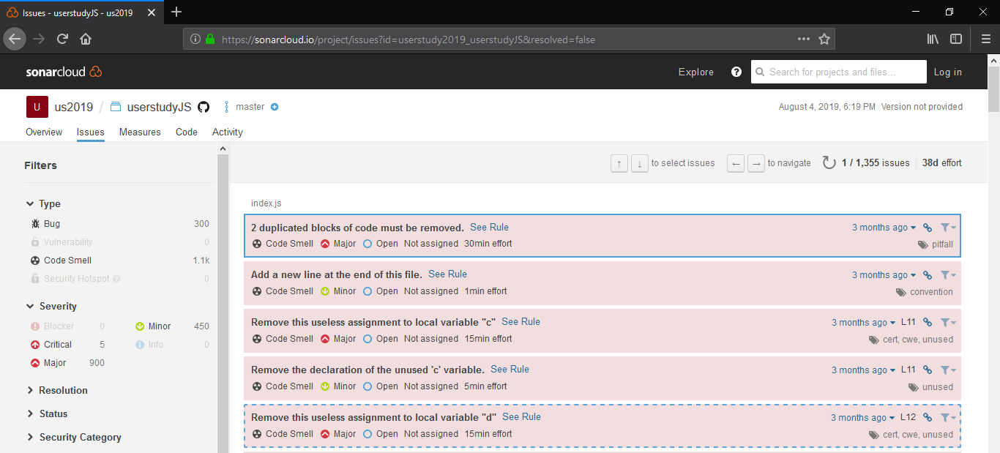 Issues - userstudyJS - us2019
https://sonarcloud.io/project/issues?id=userstudy2019_userstudyJS&resolved=false
sonarcloud Explore ? Search for projects and files... Log in
U us2019 / userstudyJS master August 4, 2019, 6:19 PM Version not provided
Overview Issues Measures Code Activity
Filters
↑ ↓ to select issues ← → to navigate 1 / 1,355 issues 38d effort
Type
Bug 300
Vulnerability 0
Code Smell 1.1k
Security Hotspot ? 0
Severity
Blocker 0 Minor 450
Critical 5 Info 0
Major 900
Resolution
Status
Security Category
index.js
2 duplicated blocks of code must be removed. See Rule 3 months ago
Code Smell Major Open Not assigned 30min effort pitfall
Add a new line at the end of this file. See Rule 3 months ago
Code Smell Minor Open Not assigned 1min effort convention
Remove this useless assignment to local variable "c" See Rule 3 months ago L11
Code Smell Major Open Not assigned 15min effort cert, cwe, unused
Remove the declaration of the unused 'c' variable. See Rule 3 months ago L11
Code Smell Minor Open Not assigned 5min effort unused
Remove this useless assignment to local variable "d" See Rule 3 months ago L12
Code Smell Major Open Not assigned 15min effort cert, cwe, unused